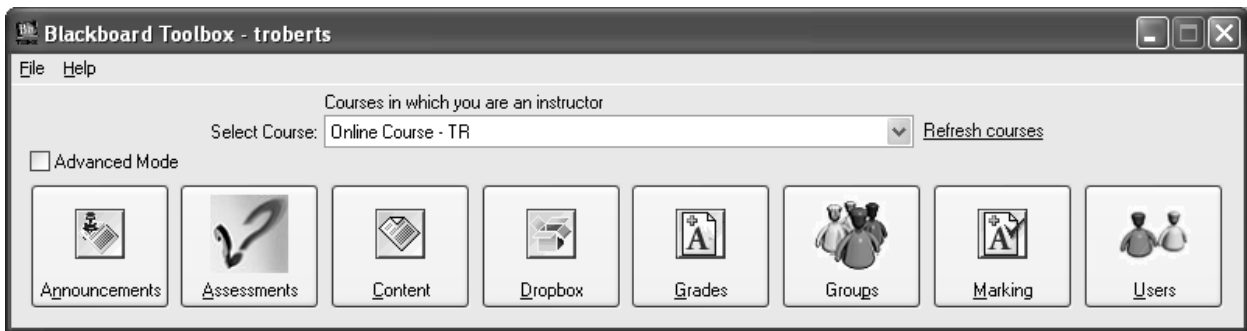 Blackboard Toolbox - troberts
File Help
Courses in which you are an instructor
Select Course: Online Course - TR Refresh courses
Advanced Mode
Announcements Assessments Content Dropbox Grades Groups Marking Users